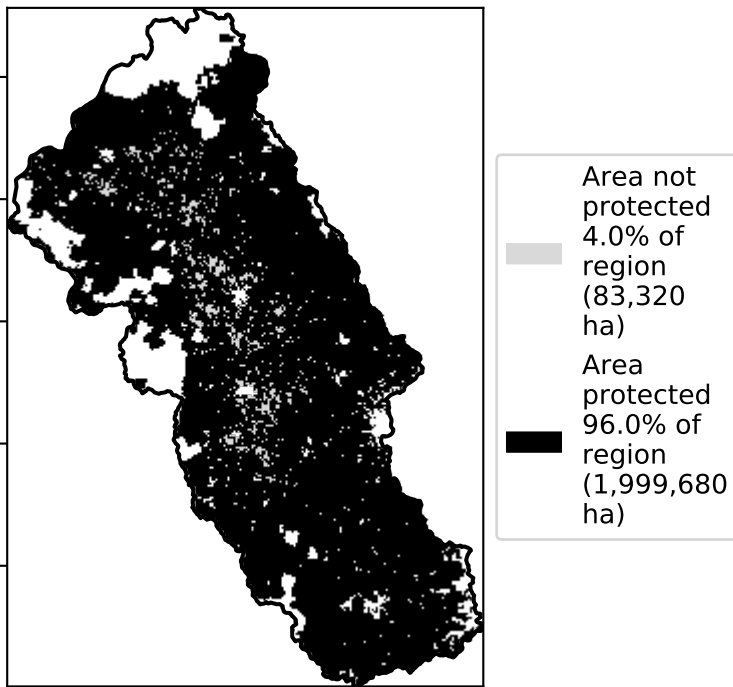 Area not
protected
4.0% of
region
(83,320
ha)
Area
protected
96.0% of
region
(1,999,680
ha)